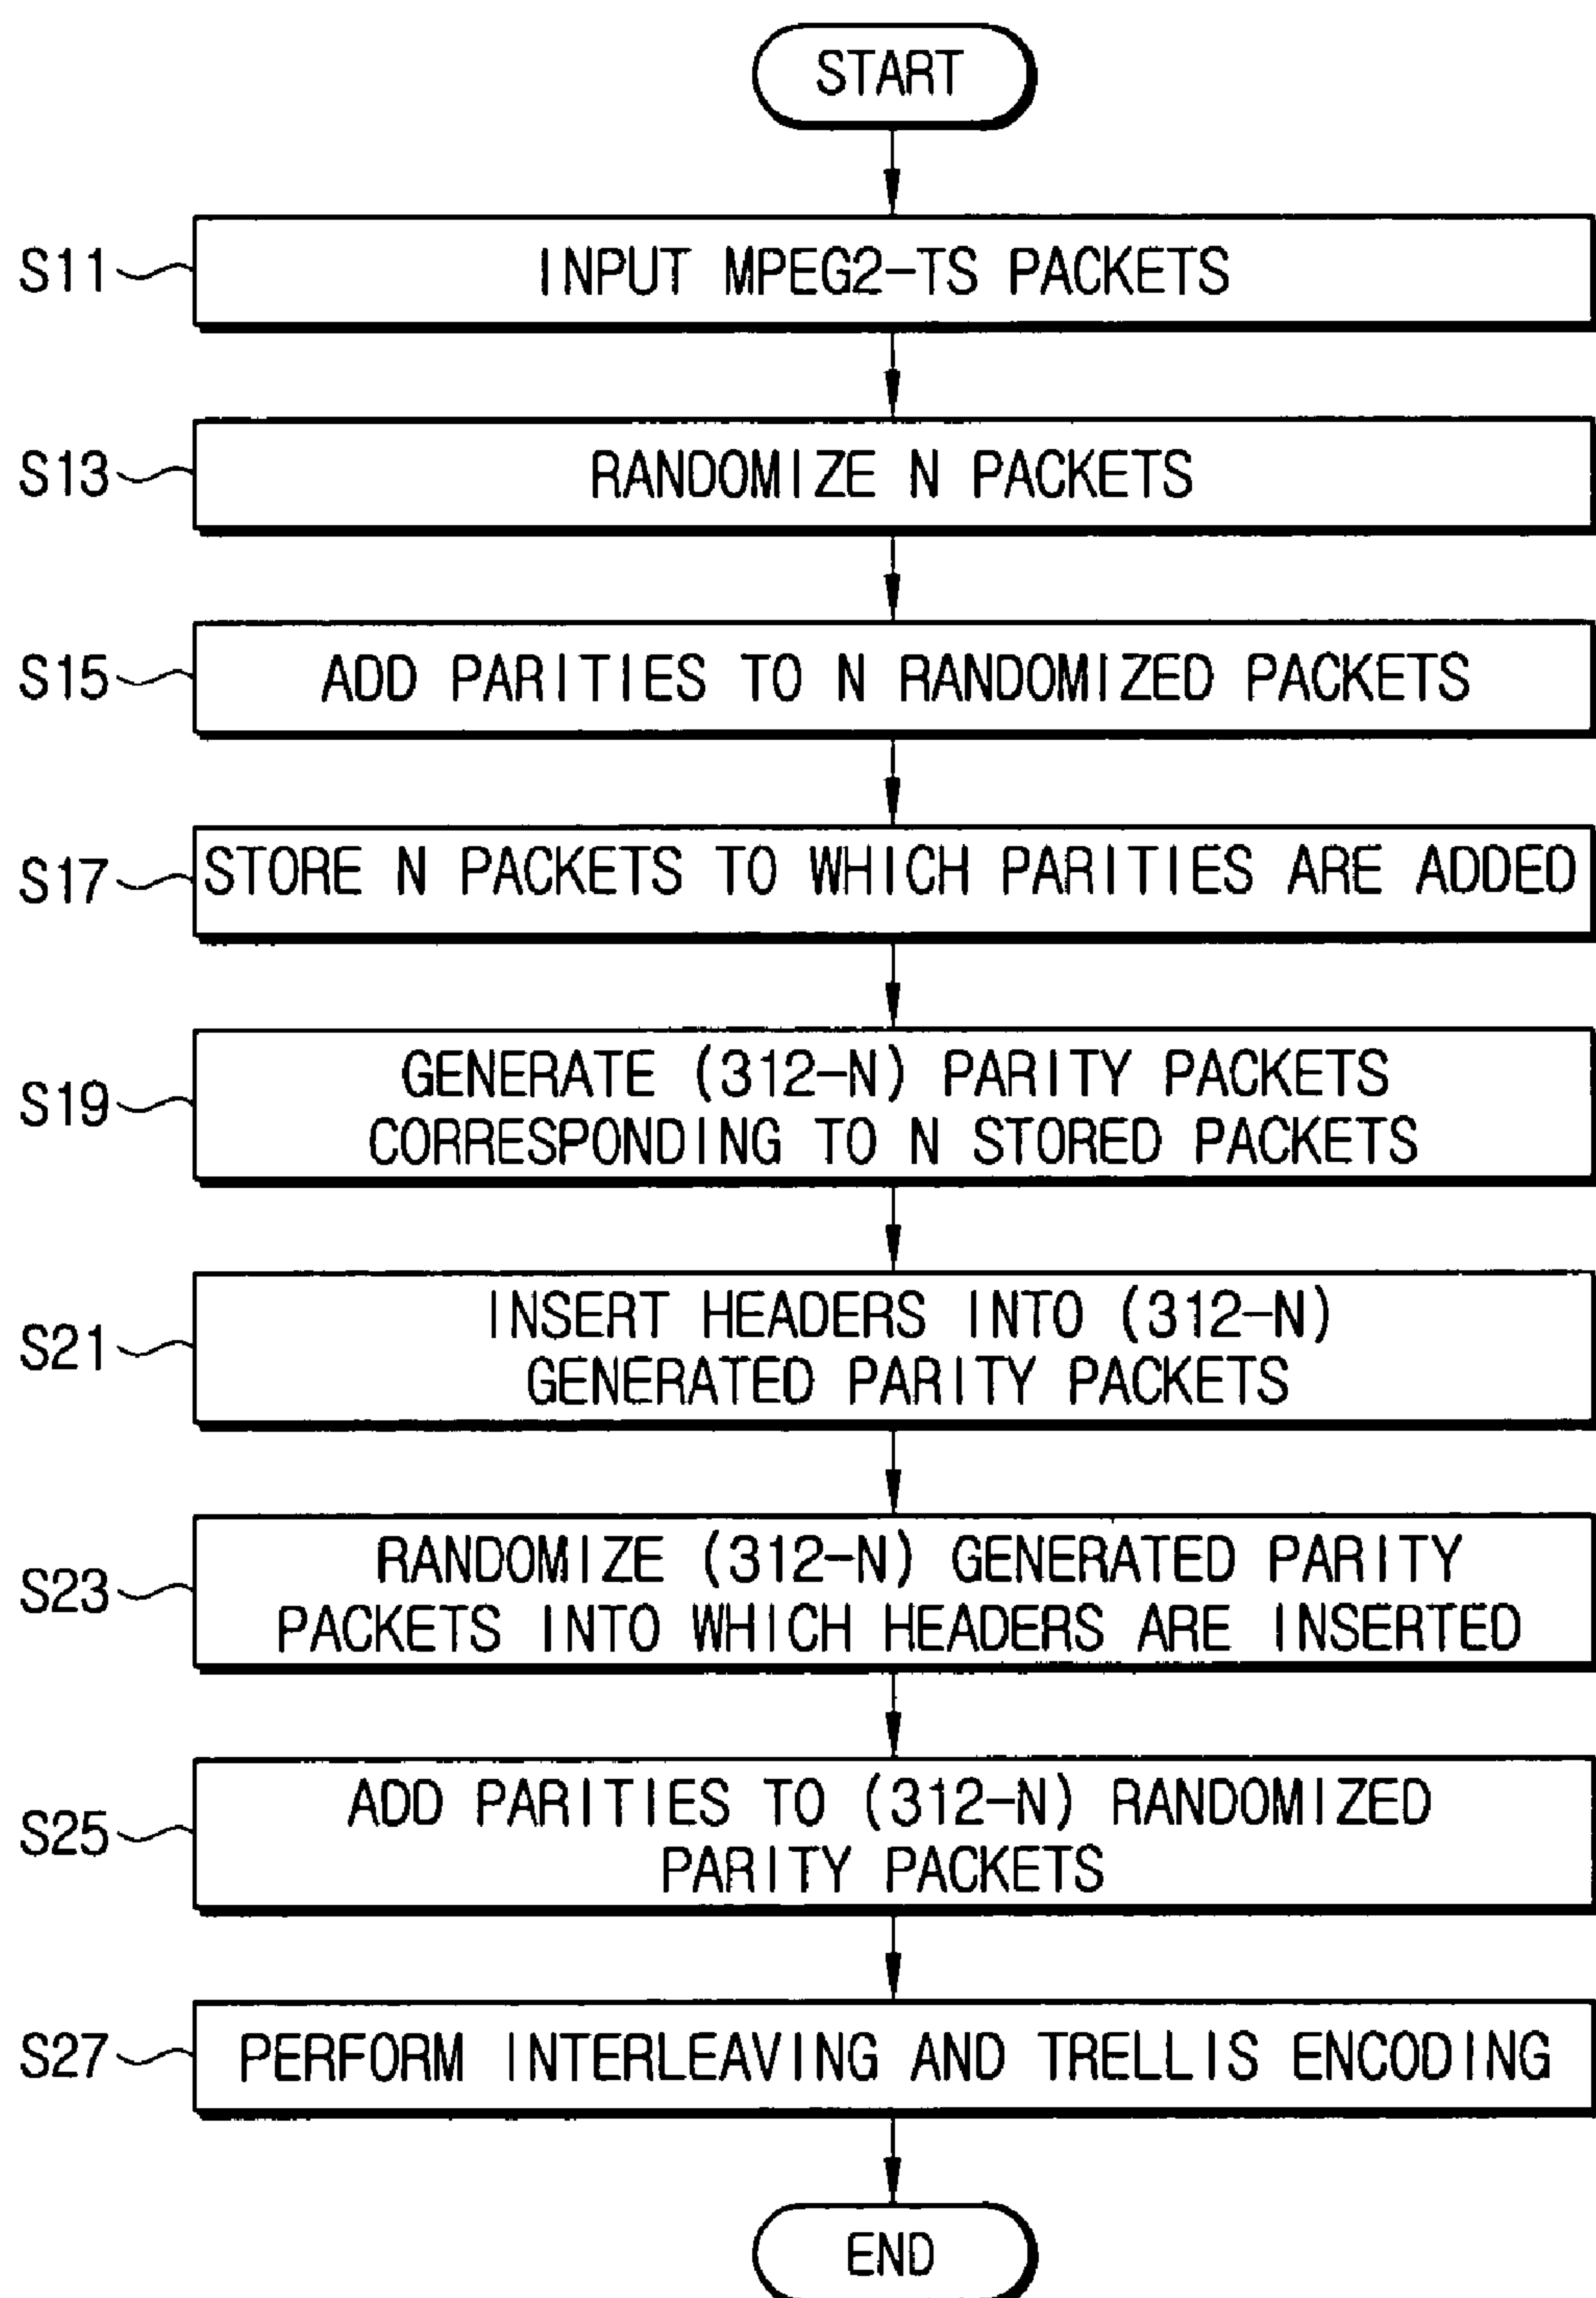 START
S11
INPUT MPEG2-TS PACKETS
S13
RANDOMIZE N PACKETS
S15
ADD PARITIES TO N RANDOMIZED PACKETS
S17
STORE N PACKETS TO WHICH PARITIES ARE ADDED
S19
GENERATE (312-N) PARITY PACKETS
CORRESPONDING TO N STORED PACKETS
S21
INSERT HEADERS INTO (312-N)
GENERATED PARITY PACKETS
S23
RANDOMIZE (312-N) GENERATED PARITY
PACKETS INTO WHICH HEADERS ARE INSERTED
S25
ADD PARITIES TO (312-N) RANDOMIZED
PARITY PACKETS
S27
PERFORM INTERLEAVING AND TRELLIS ENCODING
END